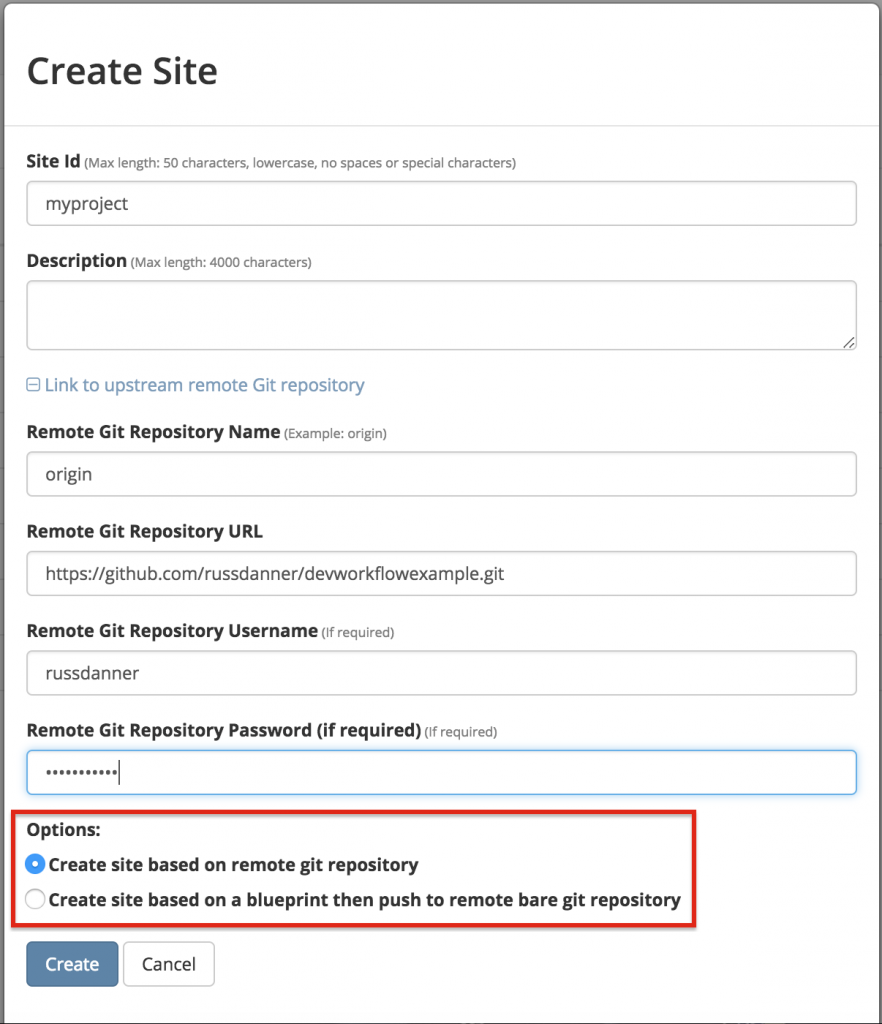 Create Site
Site Id (Max length: 50 characters, lowercase, no spaces or special characters)
myproject
Description (Max length: 4000 characters)
Link to upstream remote Git repository
Remote Git Repository Name (Example: origin)
origin
Remote Git Repository URL
https://github.com/russdanner/devworkflowexample.git
Remote Git Repository Username (If required)
russdanner
Remote Git Repository Password (if required) (If required)
•••••••••••
Options:
Create site based on remote git repository
Create site based on a blueprint then push to remote bare git repository
Create Cancel